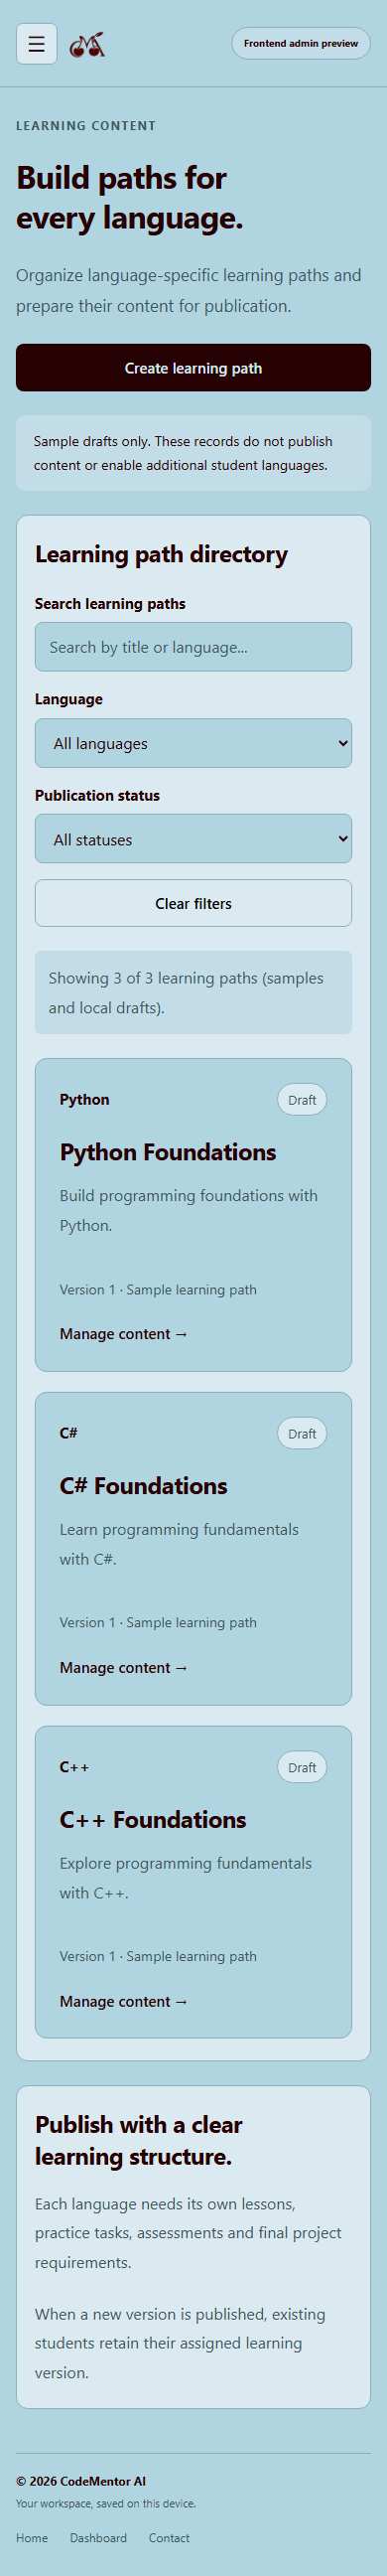 ☰
Frontend admin preview
LEARNING CONTENT
Build paths for
every language.
Organize language-specific learning paths and
prepare their content for publication.
Create learning path
Sample drafts only. These records do not publish
content or enable additional student languages.
Learning path directory
Search learning paths
Search by title or language...
Language
All languages
Publication status
All statuses
Clear filters
Showing 3 of 3 learning paths (samples
and local drafts).
Python
Draft
Python Foundations
Build programming foundations with
Python.
Version 1 · Sample learning path
Manage content →
C#
Draft
C# Foundations
Learn programming fundamentals
with C#.
Version 1 · Sample learning path
Manage content →
C++
Draft
C++ Foundations
Explore programming fundamentals
with C++.
Version 1 · Sample learning path
Manage content →
Publish with a clear
learning structure.
Each language needs its own lessons,
practice tasks, assessments and final project
requirements.
When a new version is published, existing
students retain their assigned learning
version.
© 2026 CodeMentor AI
Your workspace, saved on this device.
Home Dashboard Contact